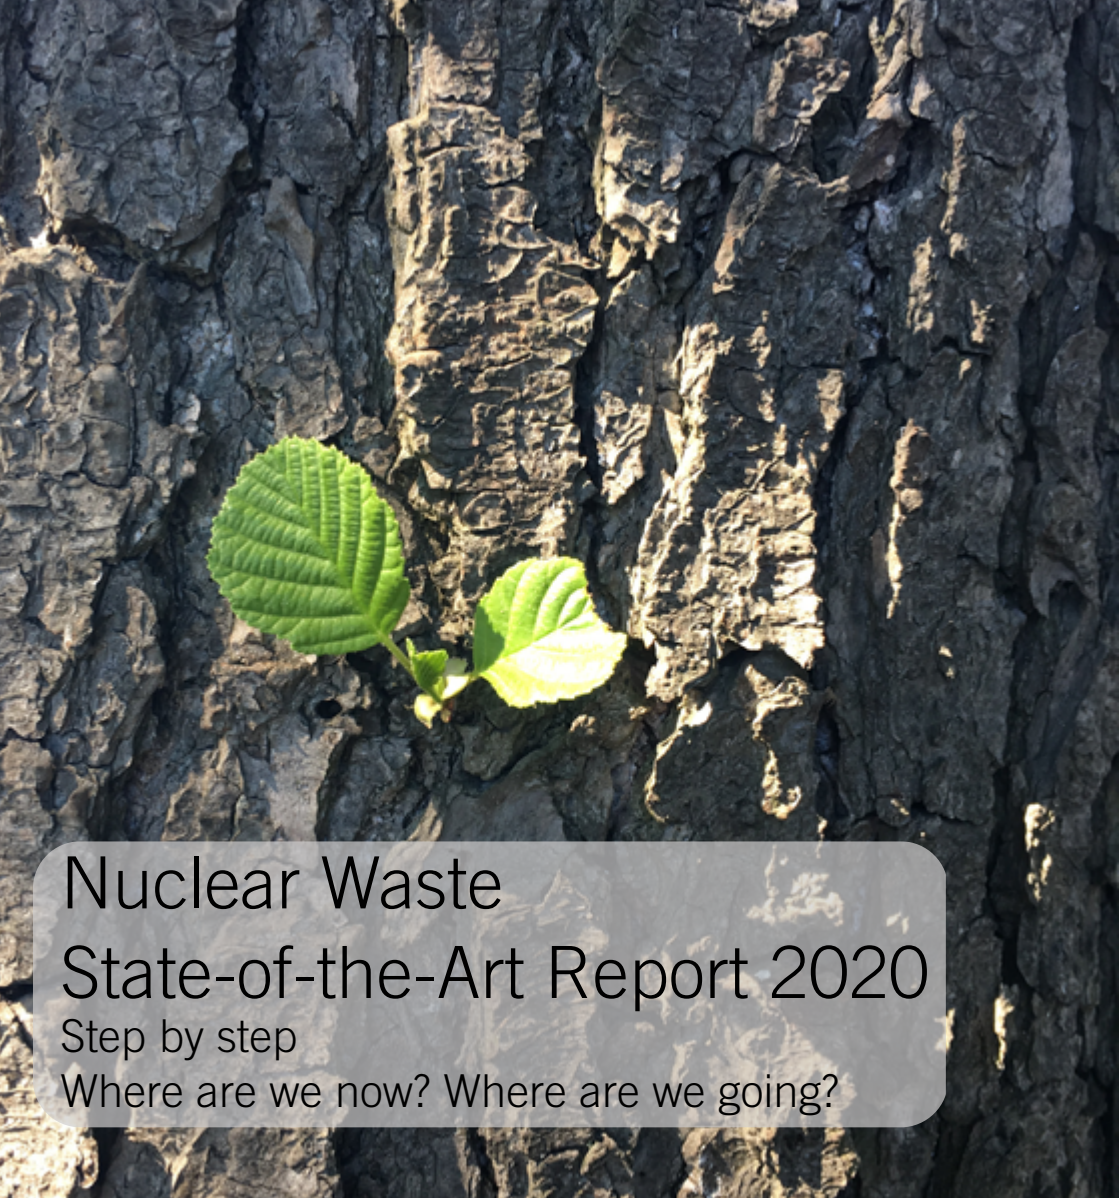 Nuclear Waste
State-of-the-Art Report 2020
Step by step
Where are we now? Where are we going?